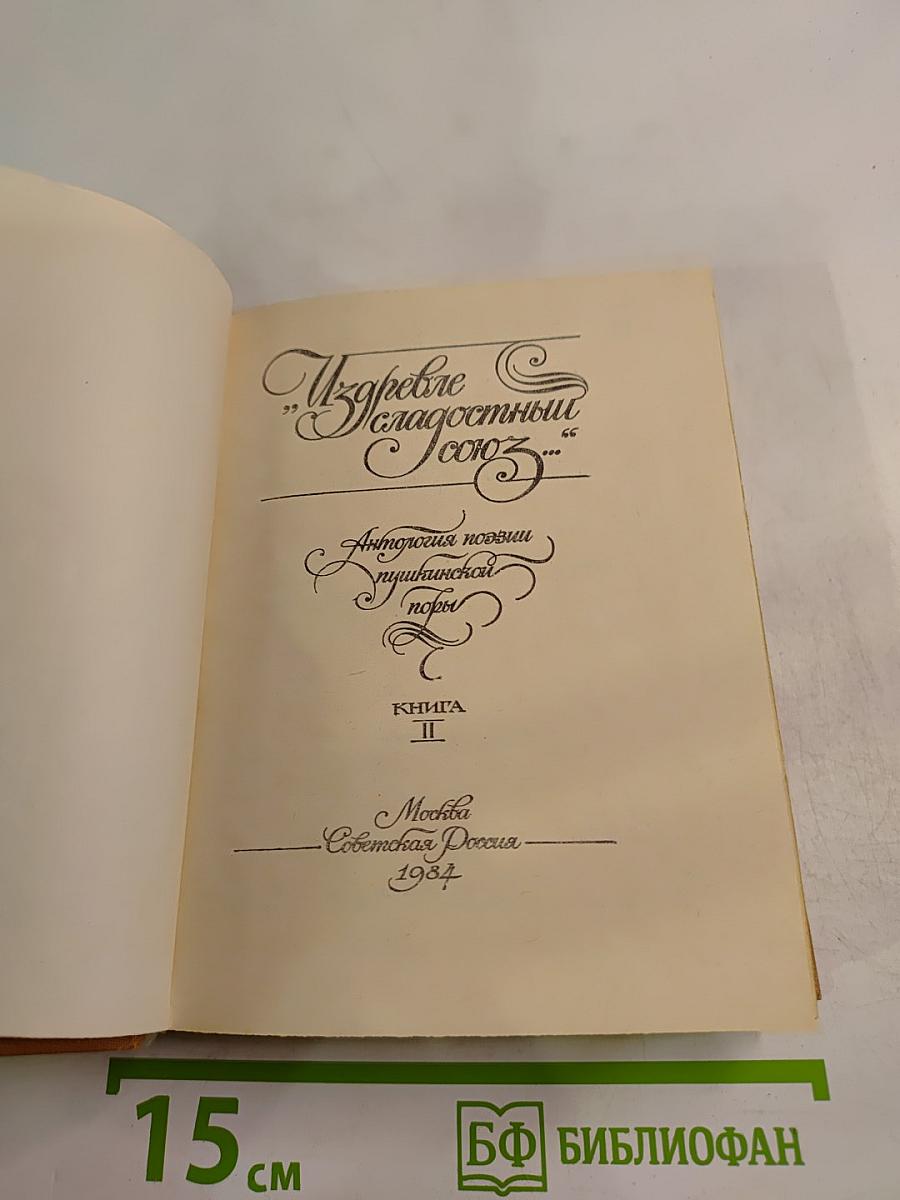 „Издревле
сладостный
союз..."
Антология поэзии
пушкинской
поры
КНИГА
II
Москва
Советская Россия
1984
15 см
БФ БИБЛИОФАН